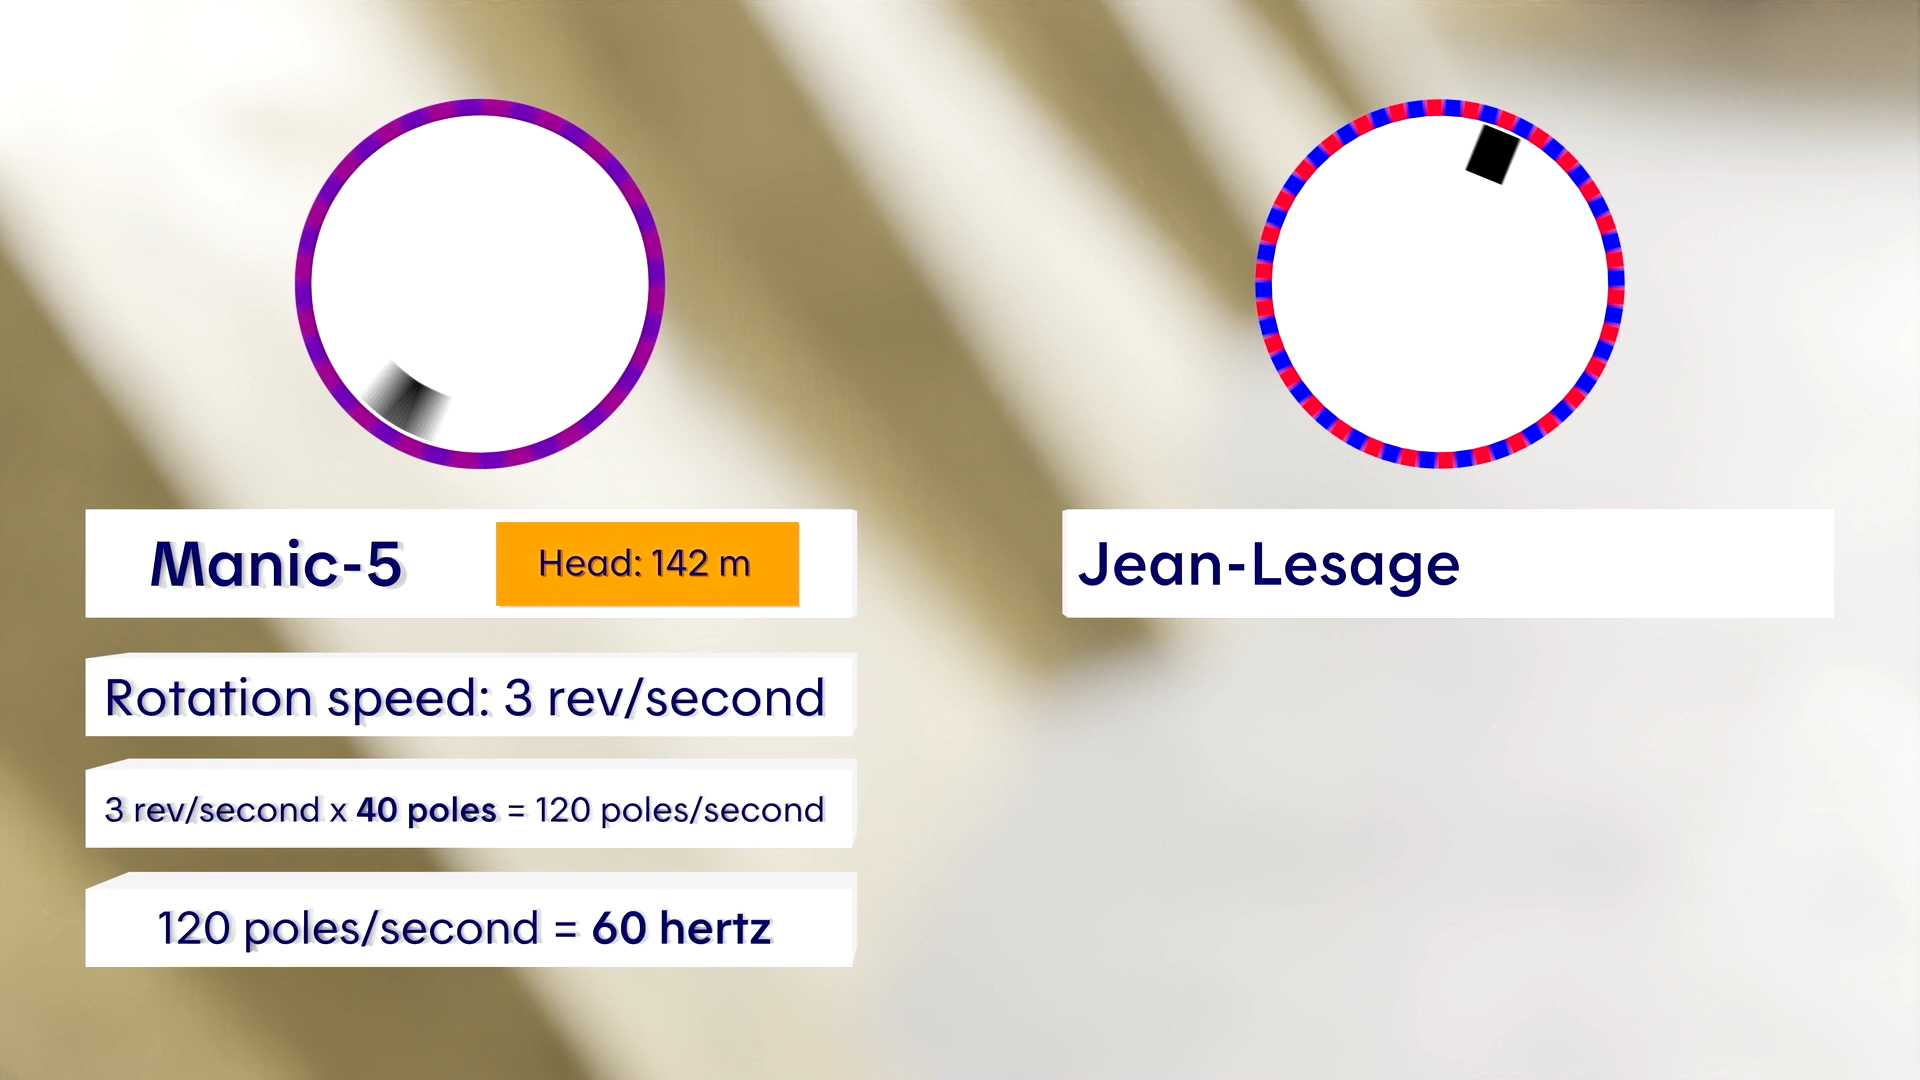 Manic-5
Head: 142 m
Rotation speed: 3 rev/second
3 rev/second x 40 poles = 120 poles/second
120 poles/second = 60 hertz
Jean-Lesage